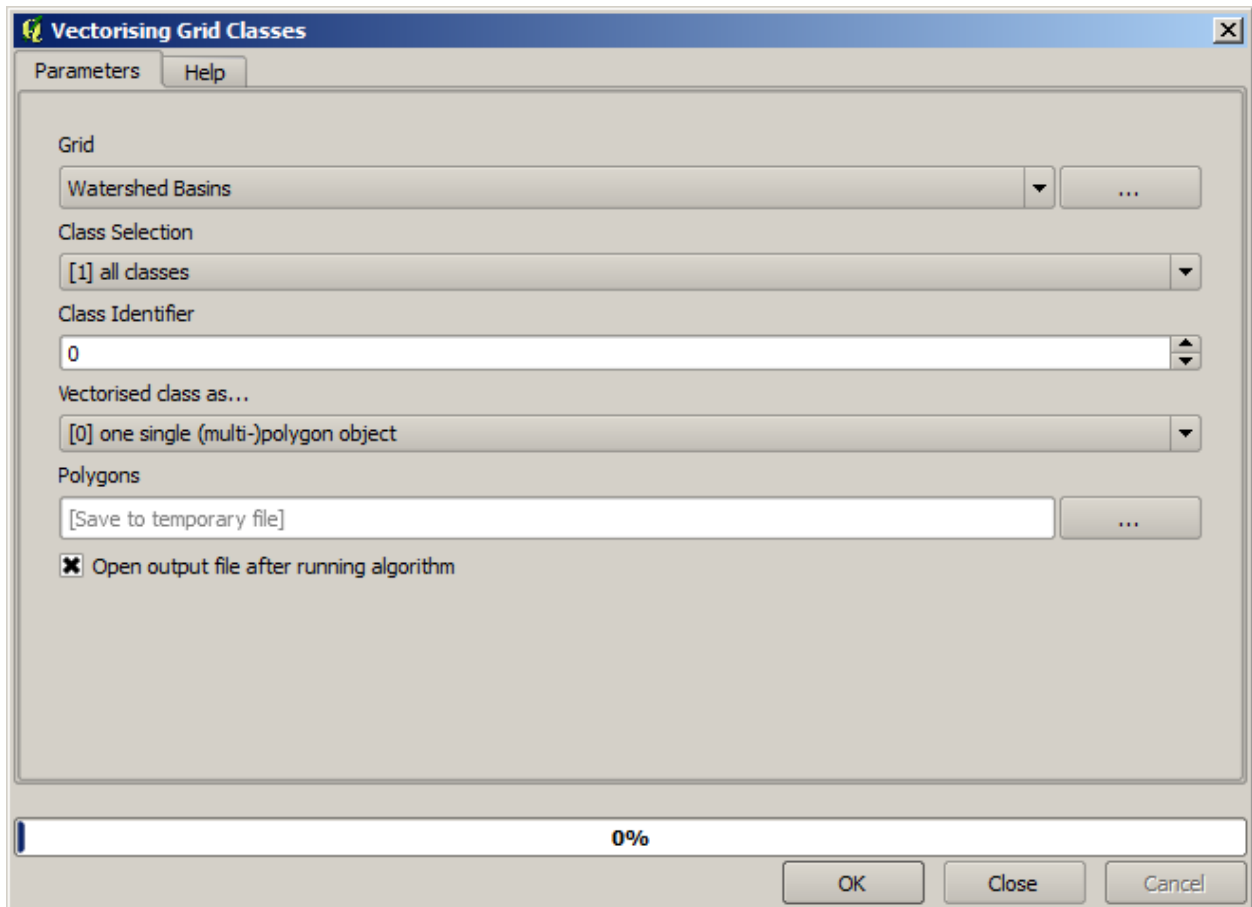 Vectorising Grid Classes
Parameters Help
Grid
Watershed Basins ...
Class Selection
[1] all classes
Class Identifier
0
Vectorised class as...
[0] one single (multi-)polygon object
Polygons
[Save to temporary file] ...
Open output file after running algorithm
0%
OK Close Cancel